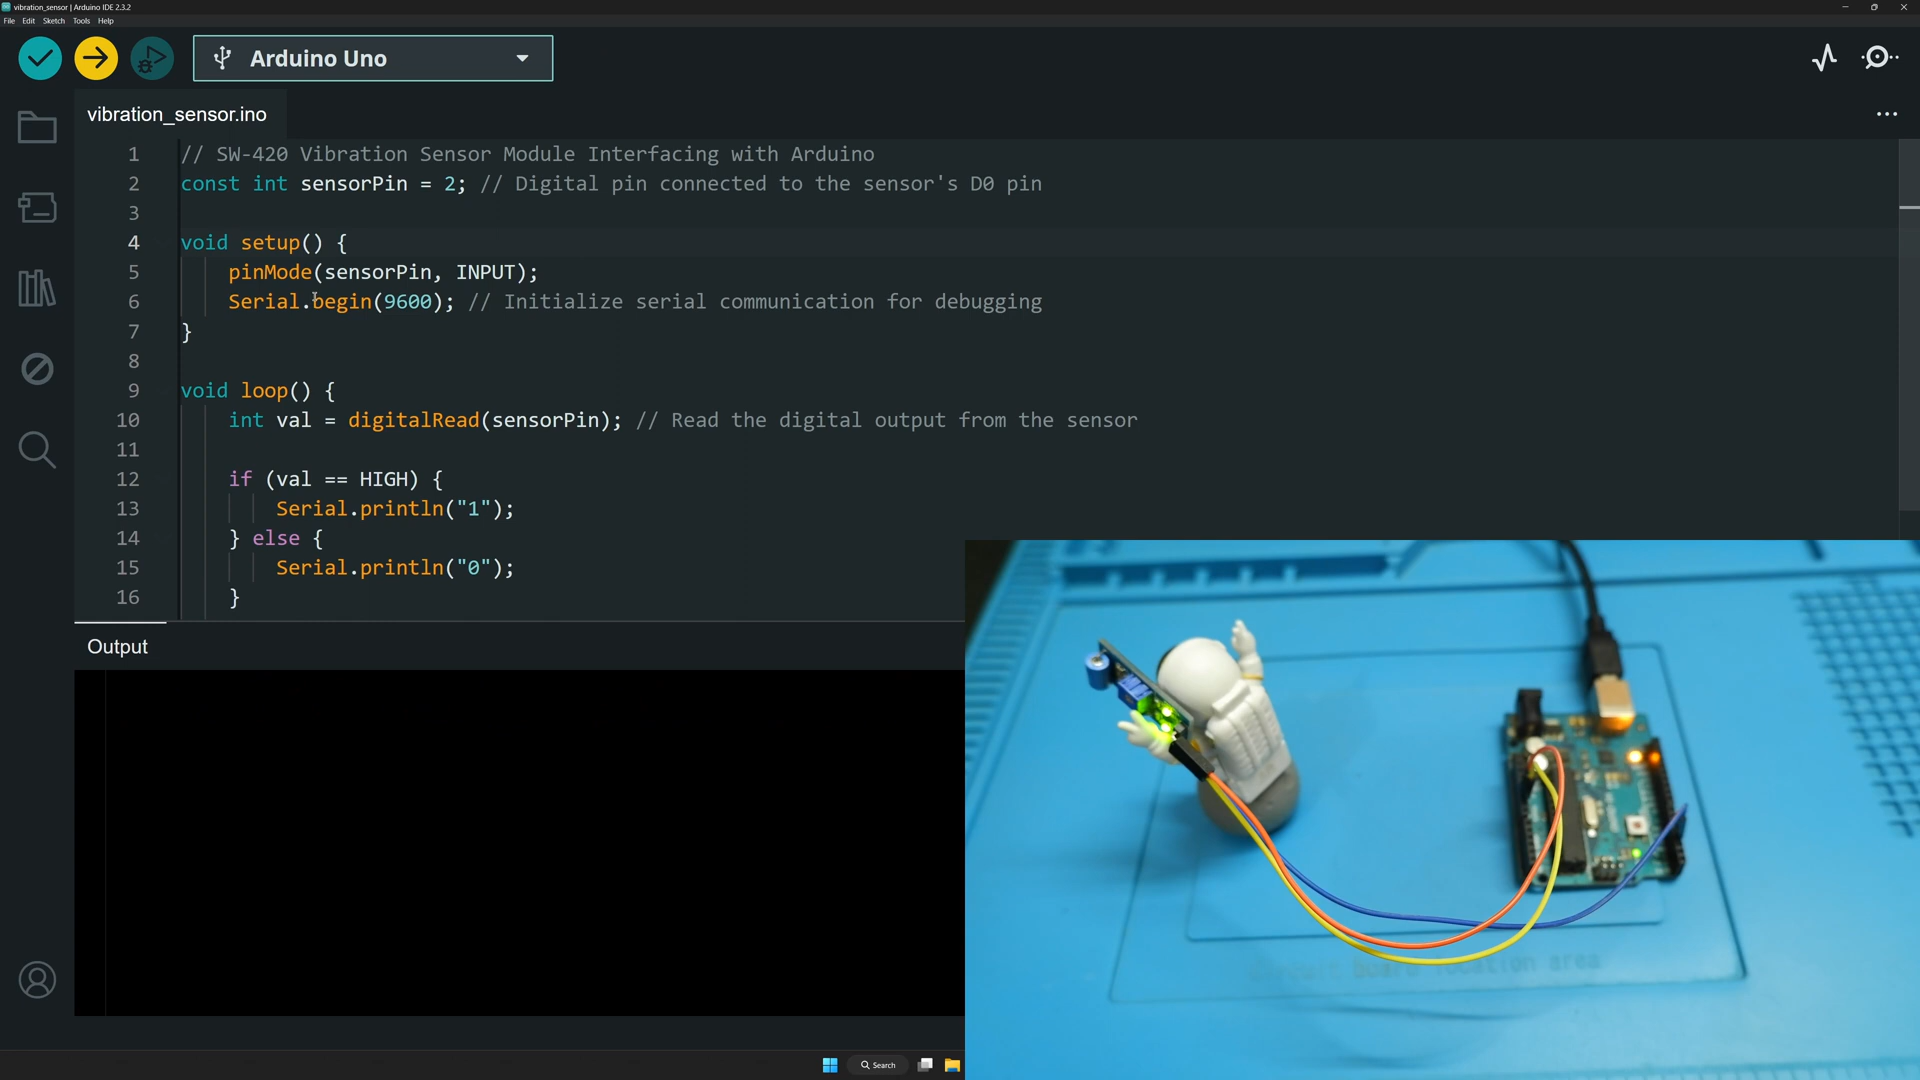 vibration_sensor | Arduino IDE 2.3.2
File Edit Sketch Tools Help
Arduino Uno
vibration_sensor.ino
1 // SW-420 Vibration Sensor Module Interfacing with Arduino
2 const int sensorPin = 2; // Digital pin connected to the sensor's D0 pin
3
4 void setup() {
5 pinMode(sensorPin, INPUT);
6 Serial.begin(9600); // Initialize serial communication for debugging
7 }
8
9 void loop() {
10 int val = digitalRead(sensorPin); // Read the digital output from the sensor
11
12 if (val == HIGH) {
13 Serial.println("1");
14 } else {
15 Serial.println("0");
16 }
Output
board location area
Search